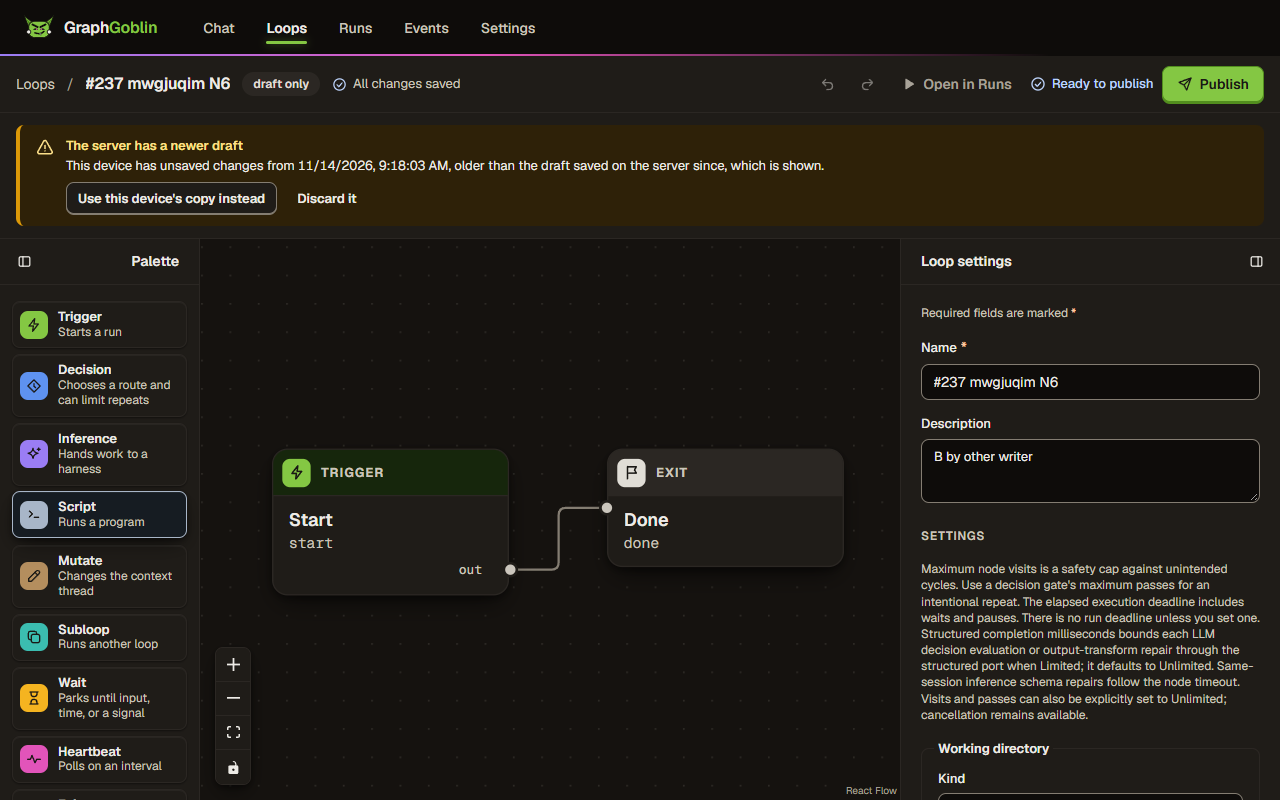 GraphGoblin
Chat
Loops
Runs
Events
Settings
Loops / #237 mwgjuqim N6
draft only
All changes saved
Open in Runs
Ready to publish
Publish
The server has a newer draft
This device has unsaved changes from 11/14/2026, 9:18:03 AM, older than the draft saved on the server since, which is shown.
Use this device's copy instead
Discard it
Palette
Trigger
Starts a run
Decision
Chooses a route and
can limit repeats
Inference
Hands work to a
harness
Script
Runs a program
Mutate
Changes the context
thread
Subloop
Runs another loop
Wait
Parks until input,
time, or a signal
Heartbeat
Polls on an interval
TRIGGER
Start
start
out
EXIT
Done
done
React Flow
Loop settings
Required fields are marked *
Name *
#237 mwgjuqim N6
Description
B by other writer
SETTINGS
Maximum node visits is a safety cap against unintended
cycles. Use a decision gate's maximum passes for an
intentional repeat. The elapsed execution deadline includes
waits and pauses. There is no run deadline unless you set one.
Structured completion milliseconds bounds each LLM
decision evaluation or output-transform repair through the
structured port when Limited; it defaults to Unlimited. Same-
session inference schema repairs follow the node timeout.
Visits and passes can also be explicitly set to Unlimited;
cancellation remains available.
Working directory
Kind